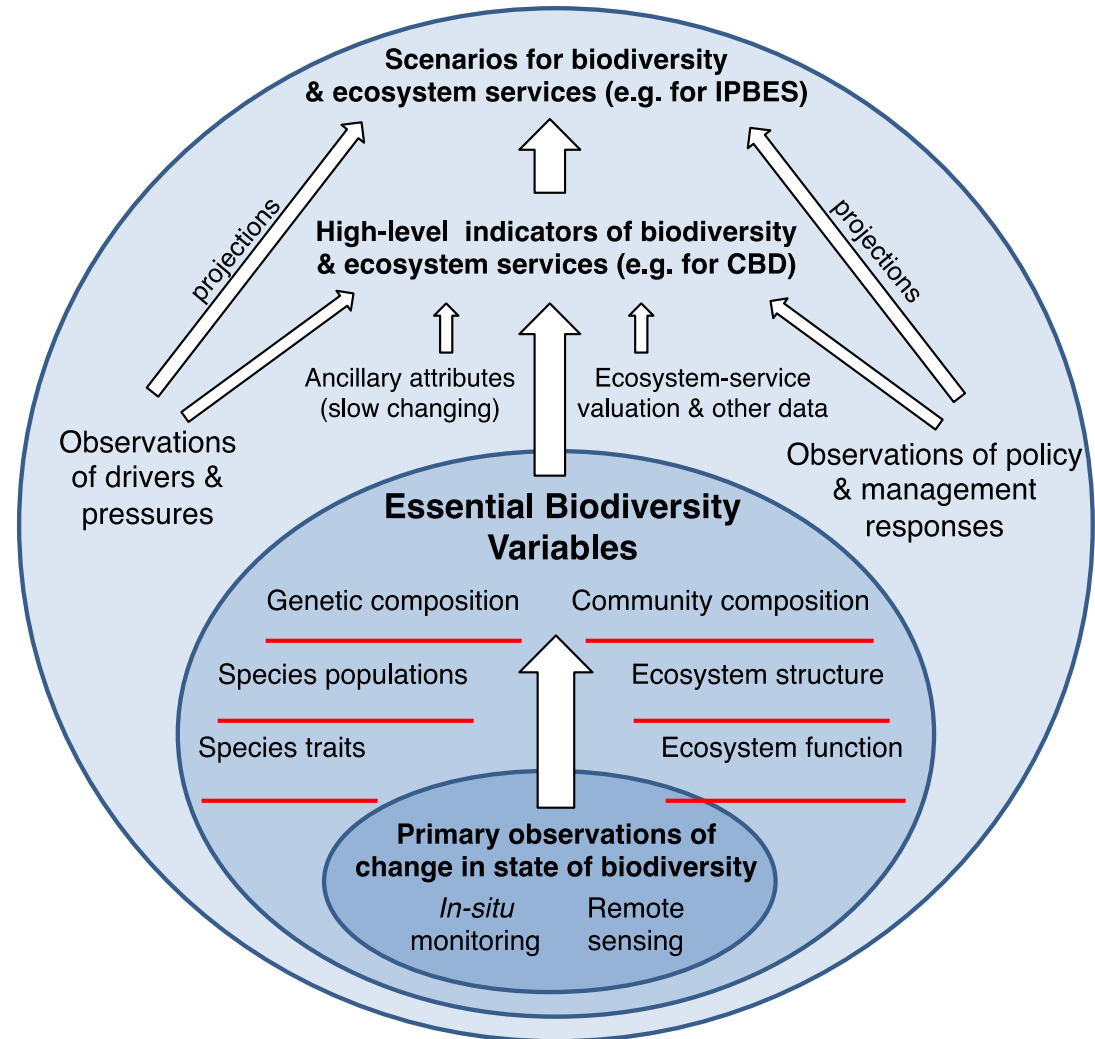 Scenarios for biodiversity
& ecosystem services (e.g. for IPBES)
projections
projections
High-level indicators of biodiversity
& ecosystem services (e.g. for CBD)
Ancillary attributes
(slow changing)
Ecosystem-service
valuation & other data
Observations
of drivers &
pressures
Observations of policy
& management
responses
Essential Biodiversity
Variables
Genetic composition
Community composition
Species populations
Ecosystem structure
Species traits
Ecosystem function
Primary observations of
change in state of biodiversity
In-situ
monitoring
Remote
sensing